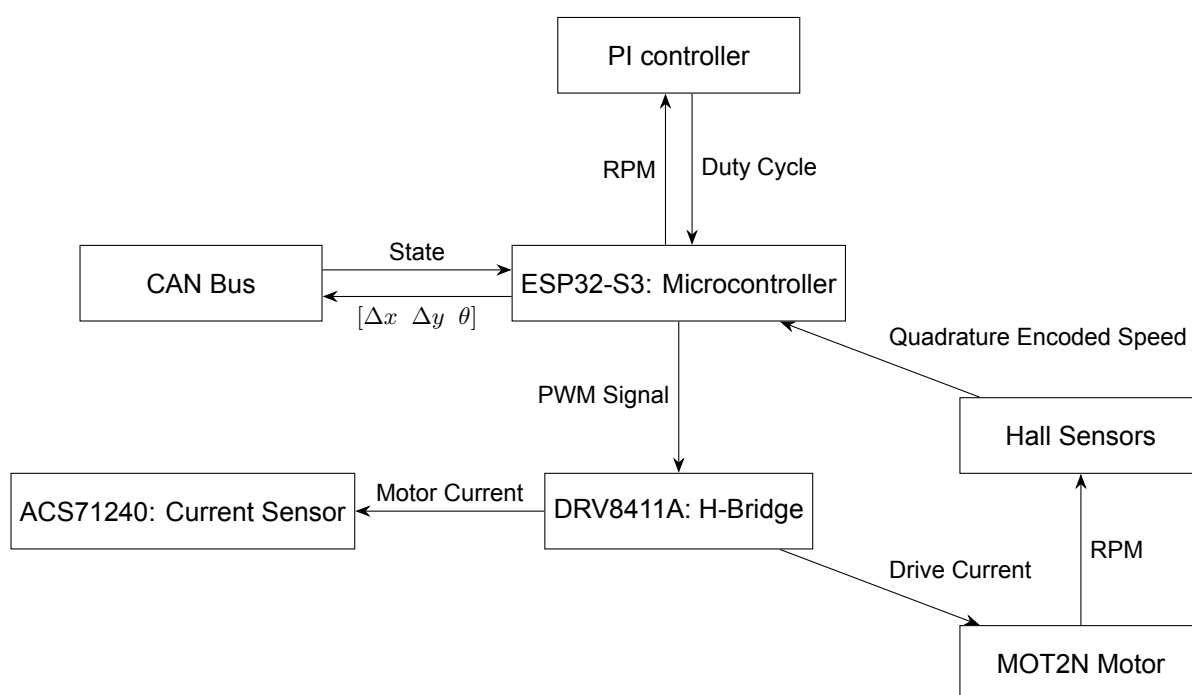 PI controller
RPM
Duty Cycle
State
CAN Bus
ESP32-S3: Microcontroller
[Δx Δy θ]
Quadrature Encoded Speed
PWM Signal
Hall Sensors
Motor Current
ACS71240: Current Sensor
DRV8411A: H-Bridge
RPM
Drive Current
MOT2N Motor